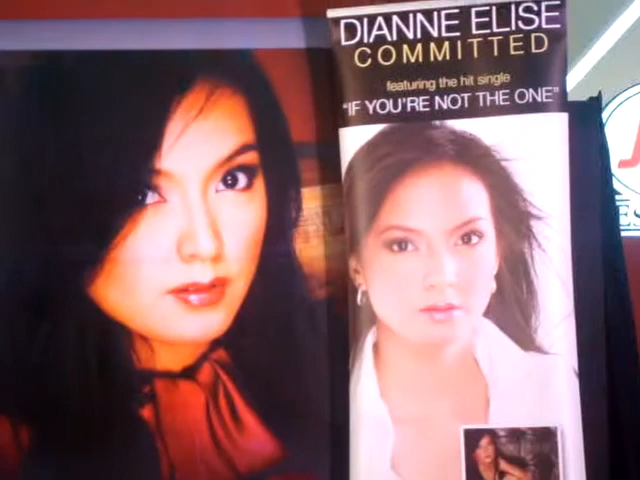 DIANNE ELISE
COMMITTED
featuring the hit single
"IF YOU'RE NOT THE ONE"